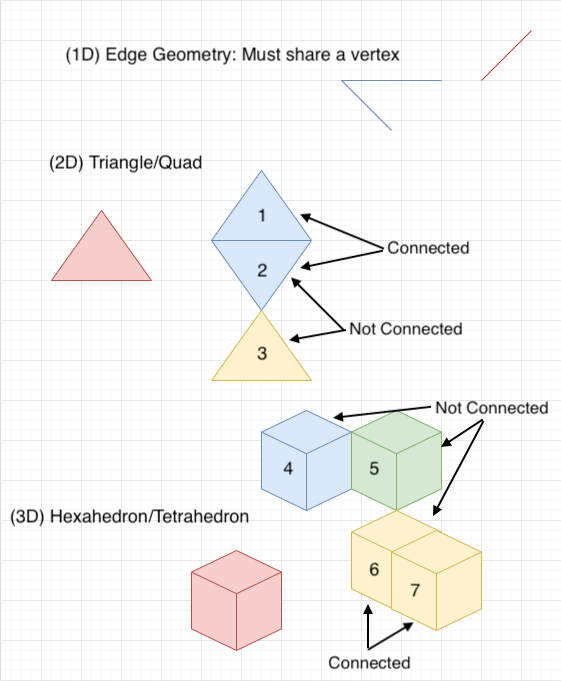 (1D) Edge Geometry: Must share a vertex
(2D) Triangle/Quad
1
Connected
2
Not Connected
3
Not Connected
4
5
(3D) Hexahedron/Tetrahedron
6
7
Connected